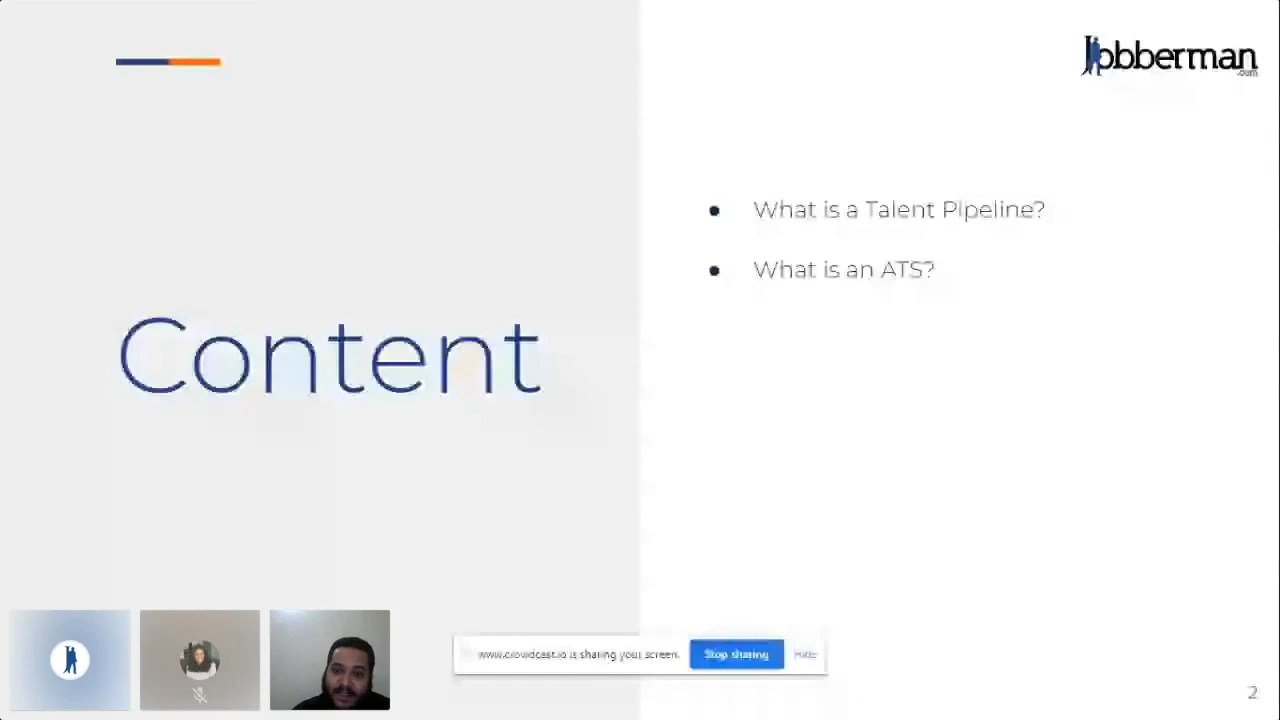 Jobberman
.com
What is a Talent Pipeline?
What is an ATS?
Content
www.crowdcast.io is sharing your screen.
Stop sharing
Hide
2